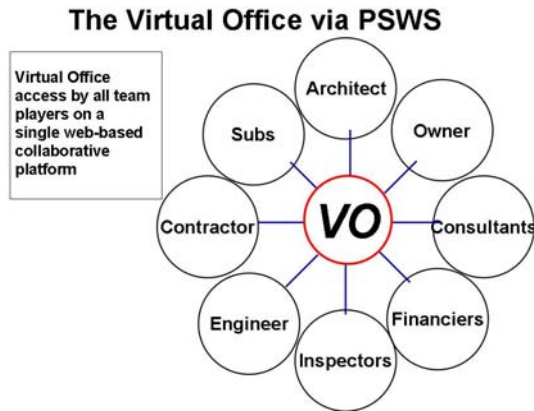 The Virtual Office via PSWS
Virtual Office
access by all team
players on a
single web-based
collaborative
platform
Architect
Subs
Owner
Contractor
VO
Consultants
Engineer
Financiers
Inspectors